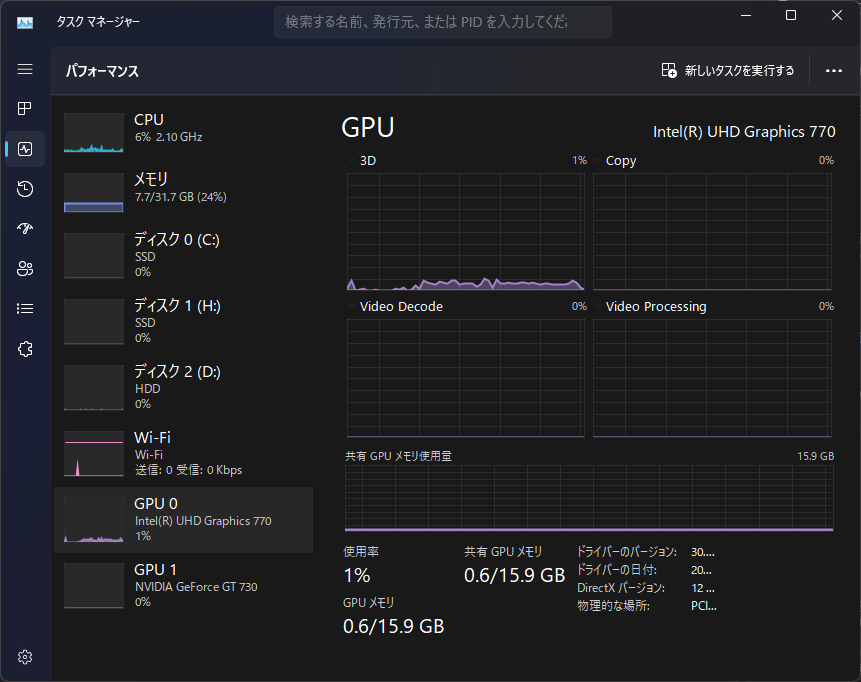 タスク マネージャー
検索する名前、発行元、または PID を入力してくだ
パフォーマンス
新しいタスクを実行する
CPU
6% 2.10 GHz
メモリ
7.7/31.7 GB (24%)
ディスク 0 (C:)
SSD
0%
ディスク 1 (H:)
SSD
0%
ディスク 2 (D:)
HDD
0%
Wi-Fi
Wi-Fi
送信: 0 受信: 0 Kbps
GPU 0
Intel(R) UHD Graphics 770
1%
GPU 1
NVIDIA GeForce GT 730
0%
GPU
Intel(R) UHD Graphics 770
3D 1%
Copy 0%
Video Decode 0%
Video Processing 0%
共有 GPU メモリ使用量 15.9 GB
使用率
1%
GPU メモリ
0.6/15.9 GB
共有 GPU メモリ
0.6/15.9 GB
ドライバーのバージョン: 30....
ドライバーの日付: 20...
DirectX バージョン: 12 ...
物理的な場所: PCI...